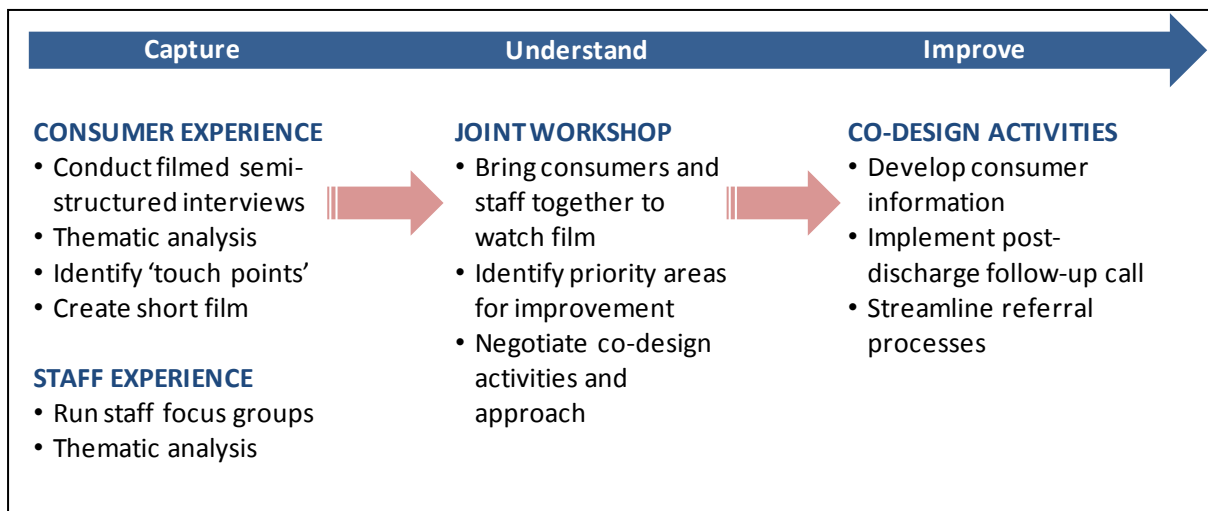 Capture
Understand
Improve
CONSUMER EXPERIENCE
• Conduct filmed semi-
structured interviews
• Thematic analysis
• Identify ‘touch points’
• Create short film
STAFF EXPERIENCE
• Run staff focus groups
• Thematic analysis
JOINT WORKSHOP
• Bring consumers and
staff together to
watch film
• Identify priority areas
for improvement
• Negotiate co-design
activities and
approach
CO-DESIGN ACTIVITIES
• Develop consumer
information
• Implement post-
discharge follow-up call
• Streamline referral
processes